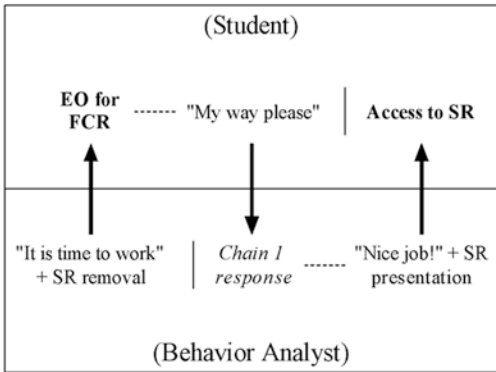 (Student)
EO for
FCR
"My way please"
Access to SR
"It is time to work"
+ SR removal
Chain 1
response
"Nice job!" + SR
presentation
(Behavior Analyst)